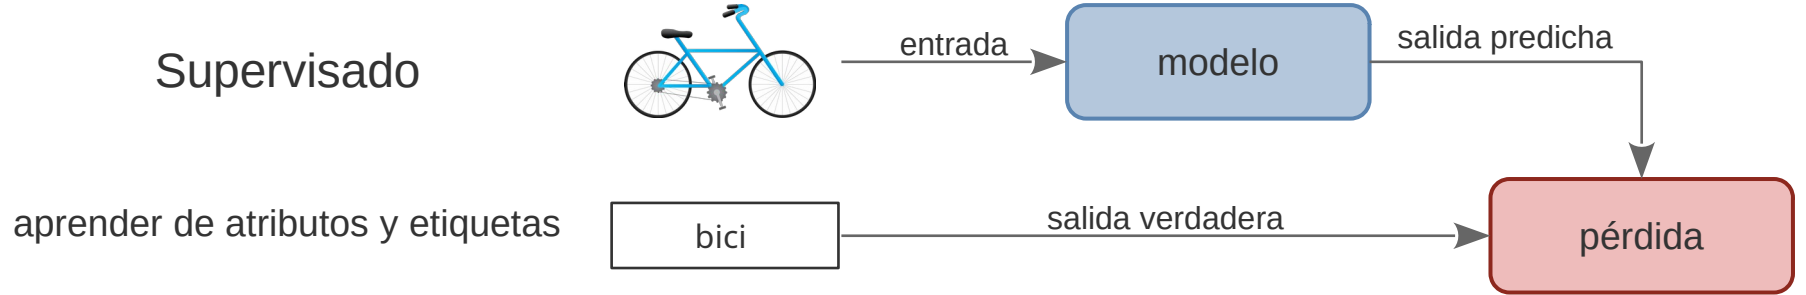 Supervisado
entrada
modelo
salida predicha
aprender de atributos y etiquetas
bici
salida verdadera
pérdida